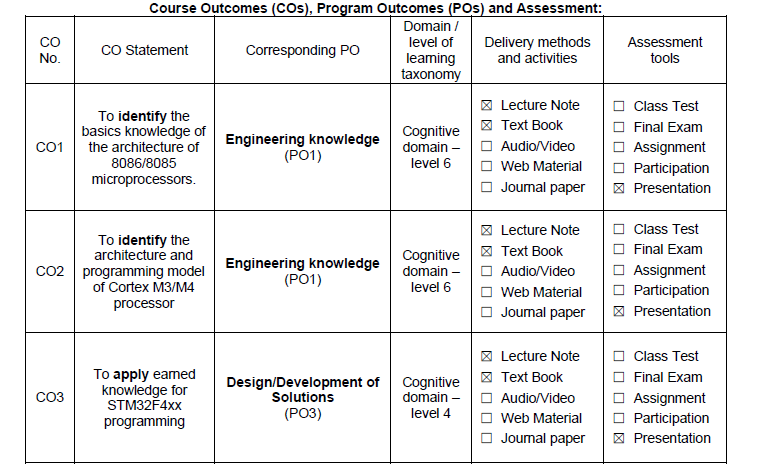 Course Outcomes (COs), Program Outcomes (POs) and Assessment:
CO
No.
CO Statement
Corresponding PO
Domain /
level of
learning
taxonomy
Delivery methods
and activities
Assessment
tools
CO1
To identify the
basics knowledge of
the architecture of
8086/8085
microprocessors.
Engineering knowledge
(PO1)
Cognitive
domain –
level 6
☒ Lecture Note
☒ Text Book
☐ Audio/Video
☐ Web Material
☐ Journal paper
☐ Class Test
☐ Final Exam
☐ Assignment
☐ Participation
☒ Presentation
CO2
To identify the
architecture and
programming model
of Cortex M3/M4
processor
Engineering knowledge
(PO1)
Cognitive
domain –
level 6
☒ Lecture Note
☒ Text Book
☐ Audio/Video
☐ Web Material
☐ Journal paper
☐ Class Test
☐ Final Exam
☐ Assignment
☐ Participation
☒ Presentation
CO3
To apply earned
knowledge for
STM32F4xx
programming
Design/Development of
Solutions
(PO3)
Cognitive
domain –
level 4
☒ Lecture Note
☒ Text Book
☐ Audio/Video
☐ Web Material
☐ Journal paper
☐ Class Test
☐ Final Exam
☐ Assignment
☐ Participation
☒ Presentation